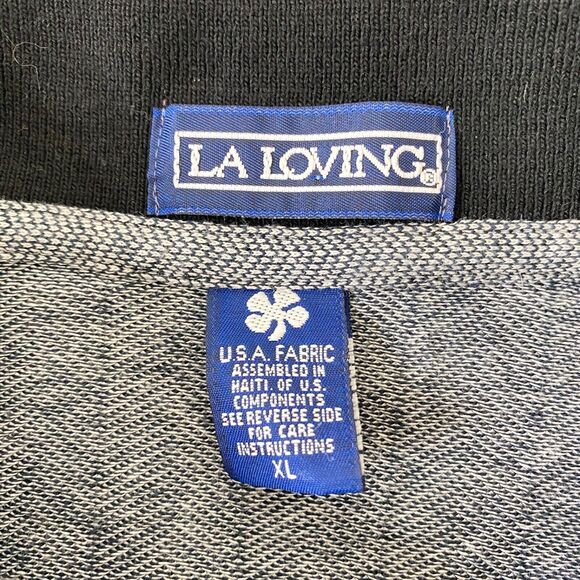 LA LOVING®
U.S.A. FABRIC
ASSEMBLED IN
HAITI. OF U.S.
COMPONENTS
SEE REVERSE SIDE
FOR CARE
INSTRUCTIONS
XL